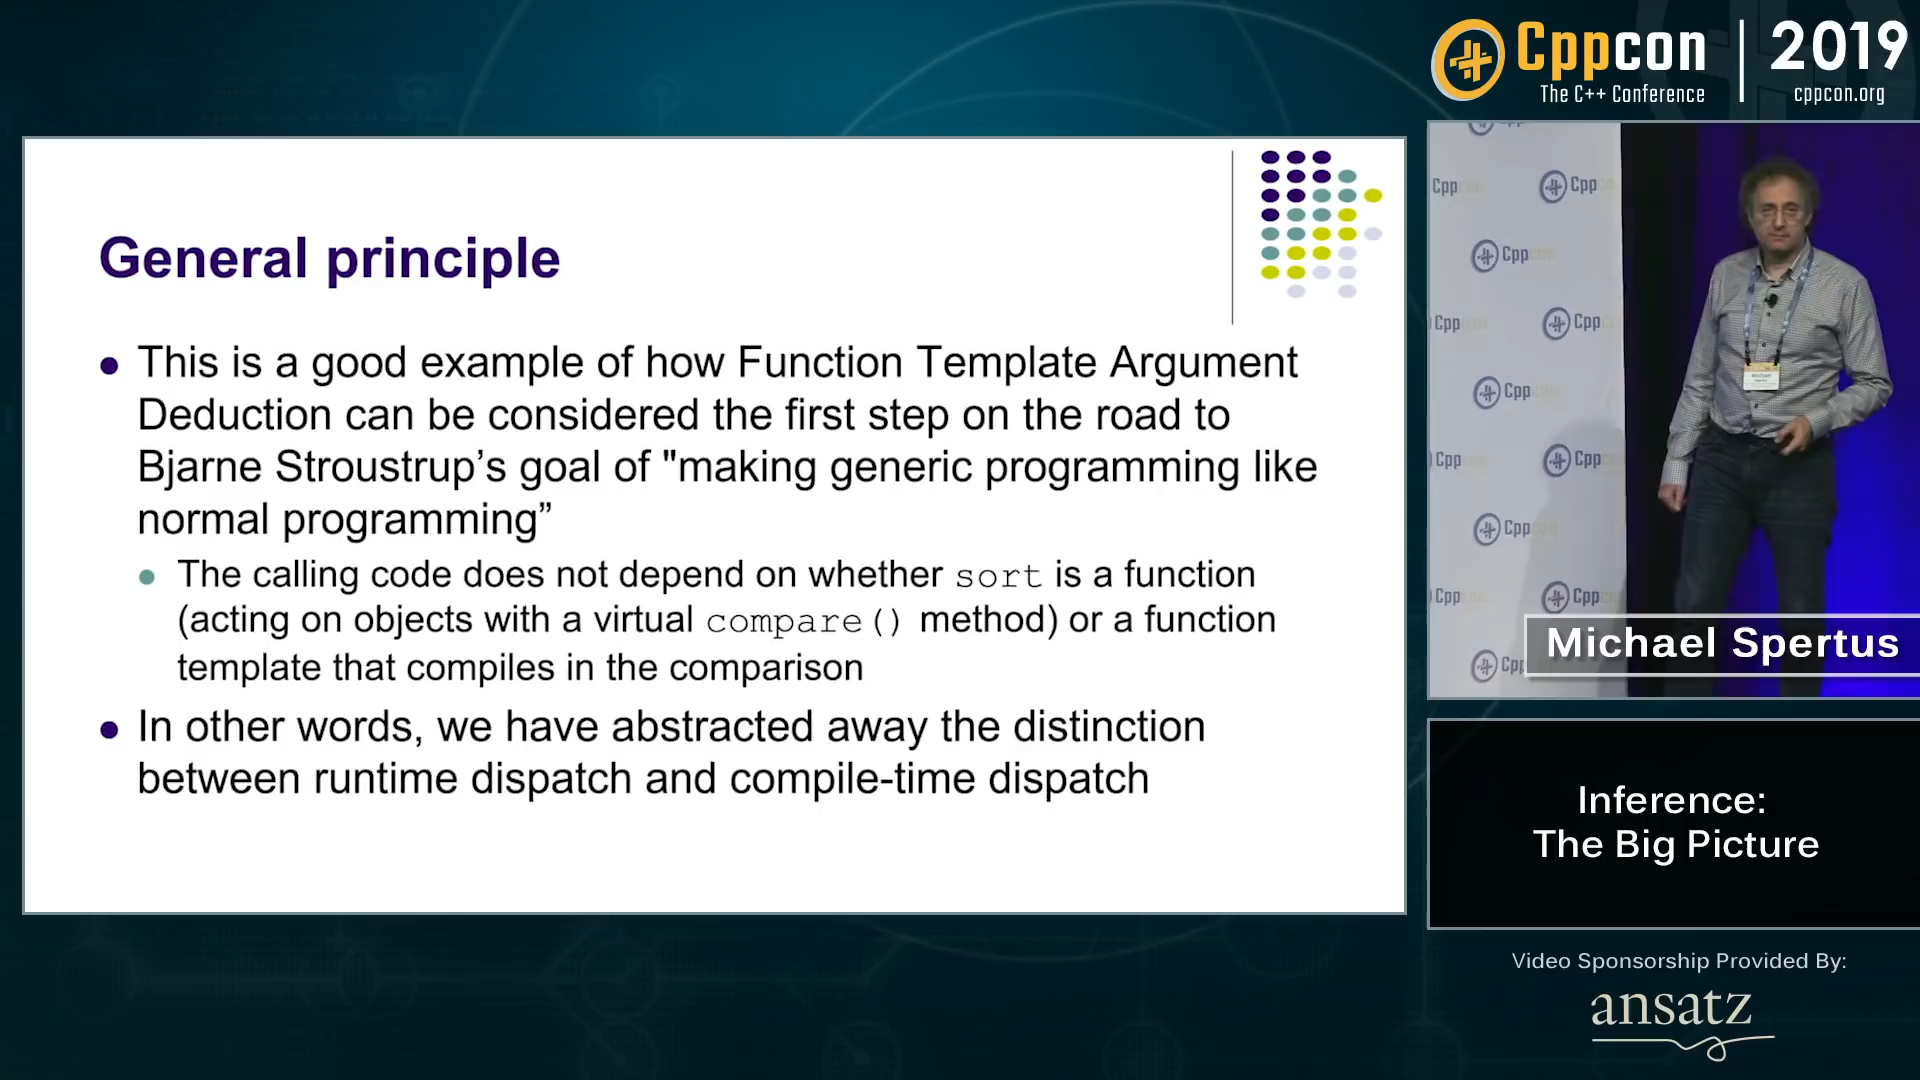 Cppcon
The C++ Conference
2019
cppcon.org
General principle
This is a good example of how Function Template Argument
Deduction can be considered the first step on the road to
Bjarne Stroustrup’s goal of "making generic programming like
normal programming”
The calling code does not depend on whether sort is a function
(acting on objects with a virtual compare() method) or a function
template that compiles in the comparison
In other words, we have abstracted away the distinction
between runtime dispatch and compile-time dispatch
Michael Spertus
Inference:
The Big Picture
Video Sponsorship Provided By:
ansatz